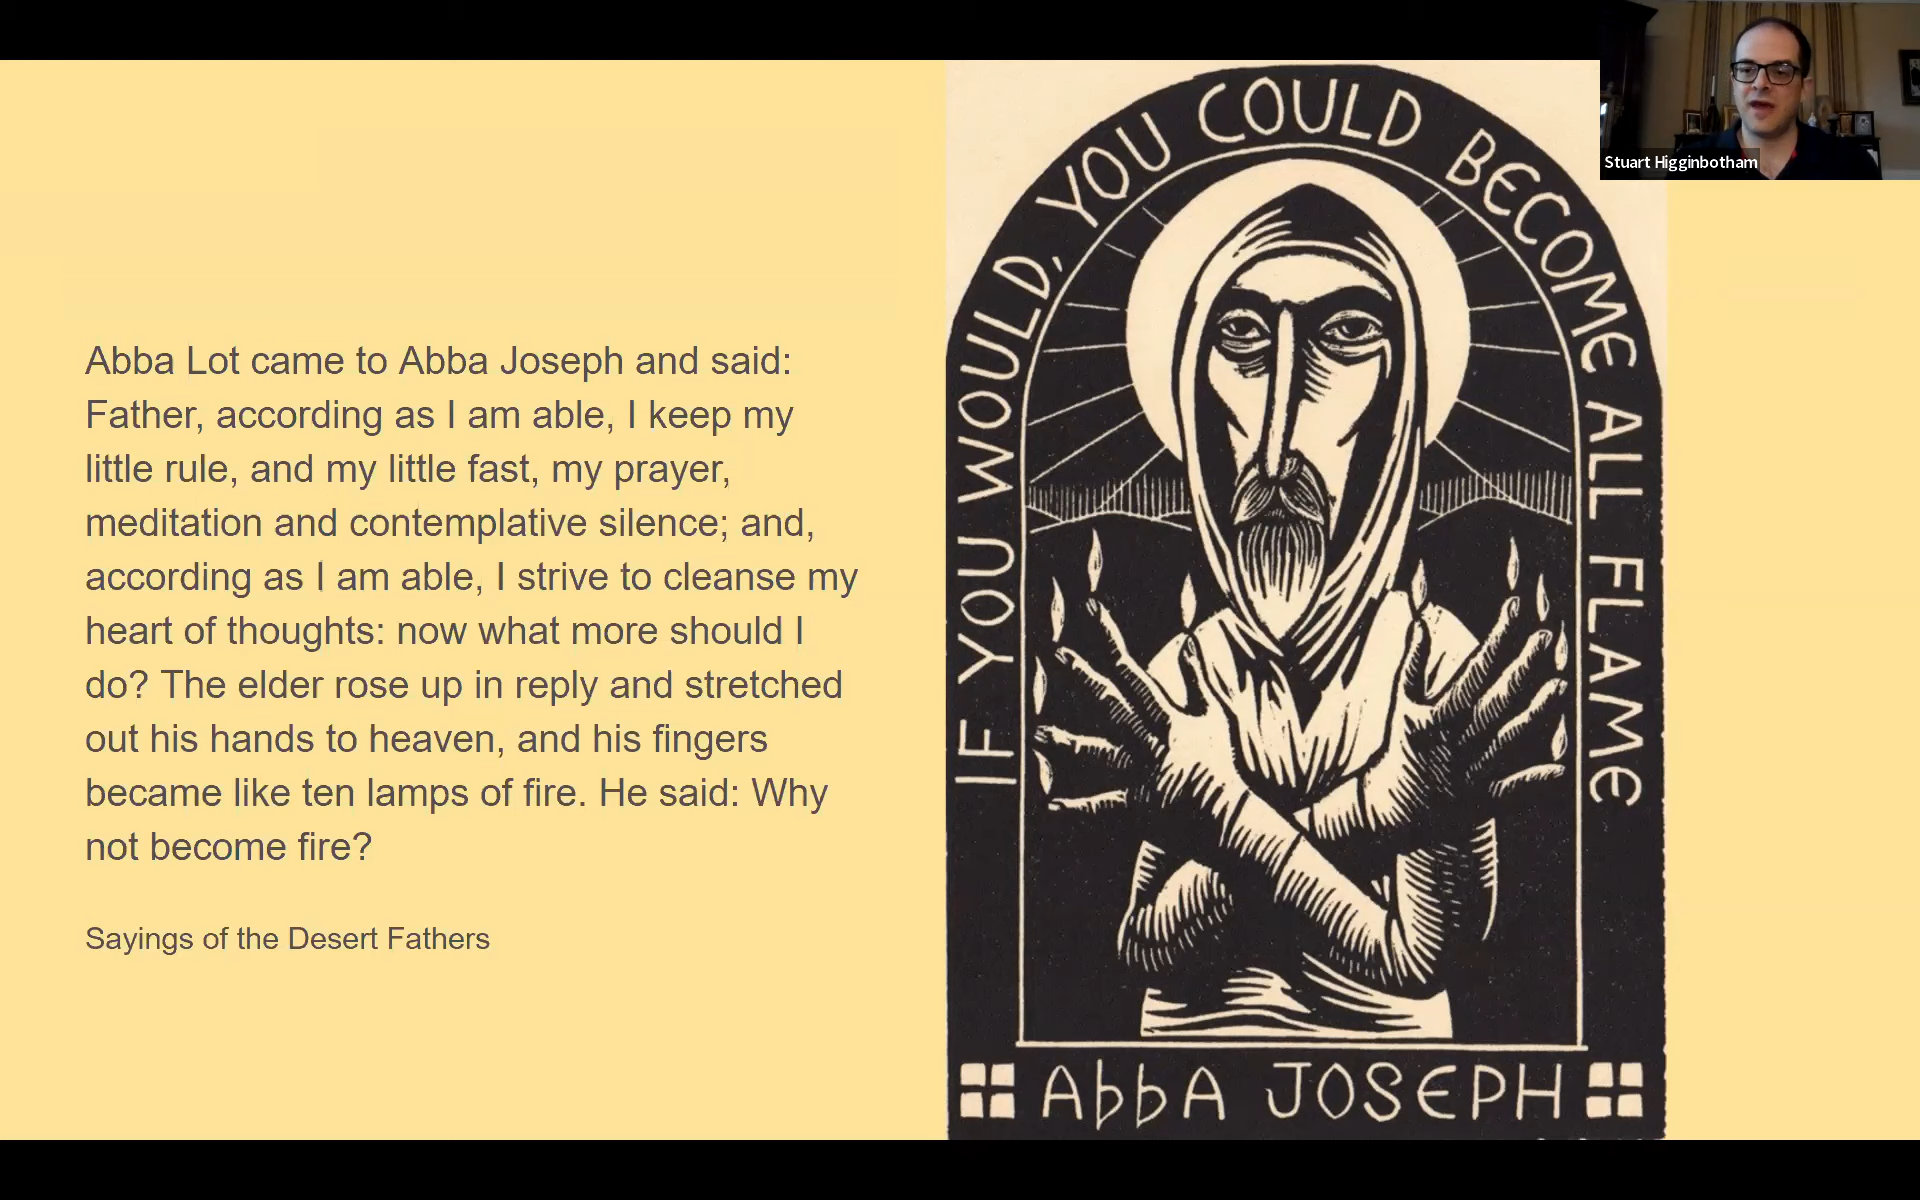 Abba Lot came to Abba Joseph and said:
Father, according as I am able, I keep my
little rule, and my little fast, my prayer,
meditation and contemplative silence; and,
according as I am able, I strive to cleanse my
heart of thoughts: now what more should I
do? The elder rose up in reply and stretched
out his hands to heaven, and his fingers
became like ten lamps of fire. He said: Why
not become fire?
Sayings of the Desert Fathers
IF YOU WOULD, YOU COULD BECOME ALL FLAME
AbbA JOSEPH
Stuart Higginbotham